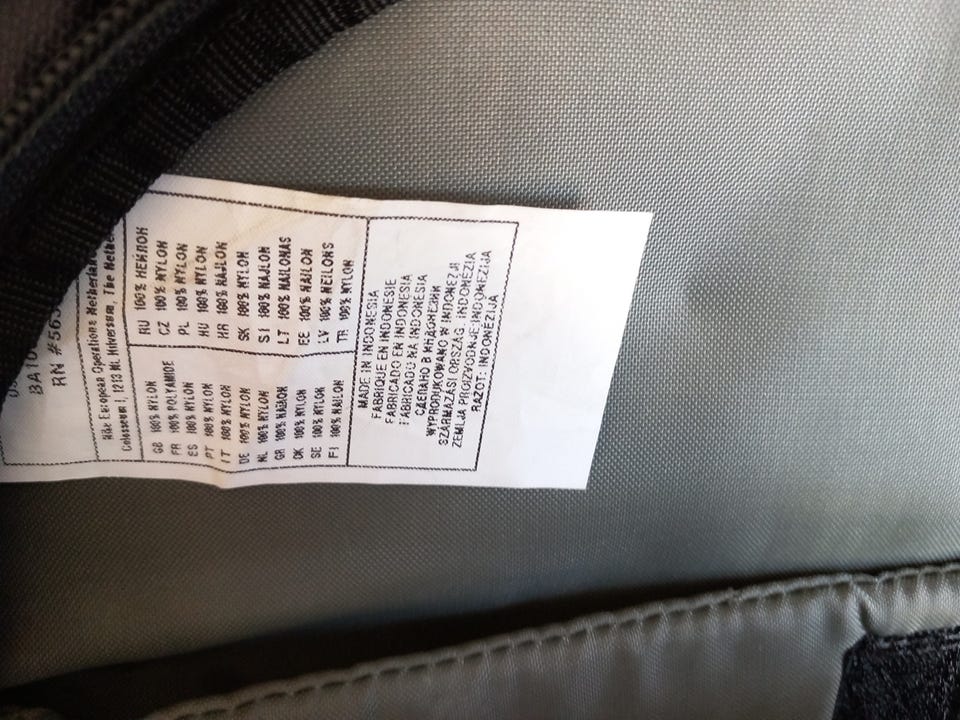 BA10
RN #563
Nike European Operations Netherlan
Colosseum 1, 1213 NL Hilversum, The Nethe
GB 100% NYLON
FR 100% POLYAMIDE
ES 100% NYLON
PT 100% NYLON
IT 100% NYLON
DE 100% NYLON
NL 100% NYLON
GR 100% ΝΑΪΛΟΝ
DK 100% NYLON
SE 100% NYLON
FI 100% NAILON
RU 100% НЕЙЛОН
CZ 100% NYLON
PL 100% NYLON
HU 100% NYLON
HR 100% NAJLON
SK 100% NYLON
SI 100% NAJLON
LT 100% NAILONAS
EE 100% NAILON
LV 100% NEILONS
TR 100% NYLON
MADE IN INDONESIA
FABRIQUE EN INDONESIE
FABRICADO EN INDONESIA
FABRICADO NA INDONESIA
СДЕЛАНО В ИНДОНЕЗИИ
WYPRODUKOWANO W INDONEZJI
SZÁRMAZÁSI ORSZÁG: INDONÉZIA
ZEMLJA PROIZVODNJE: INDONEZIJA
RAŽOT: INDONĒZIJA